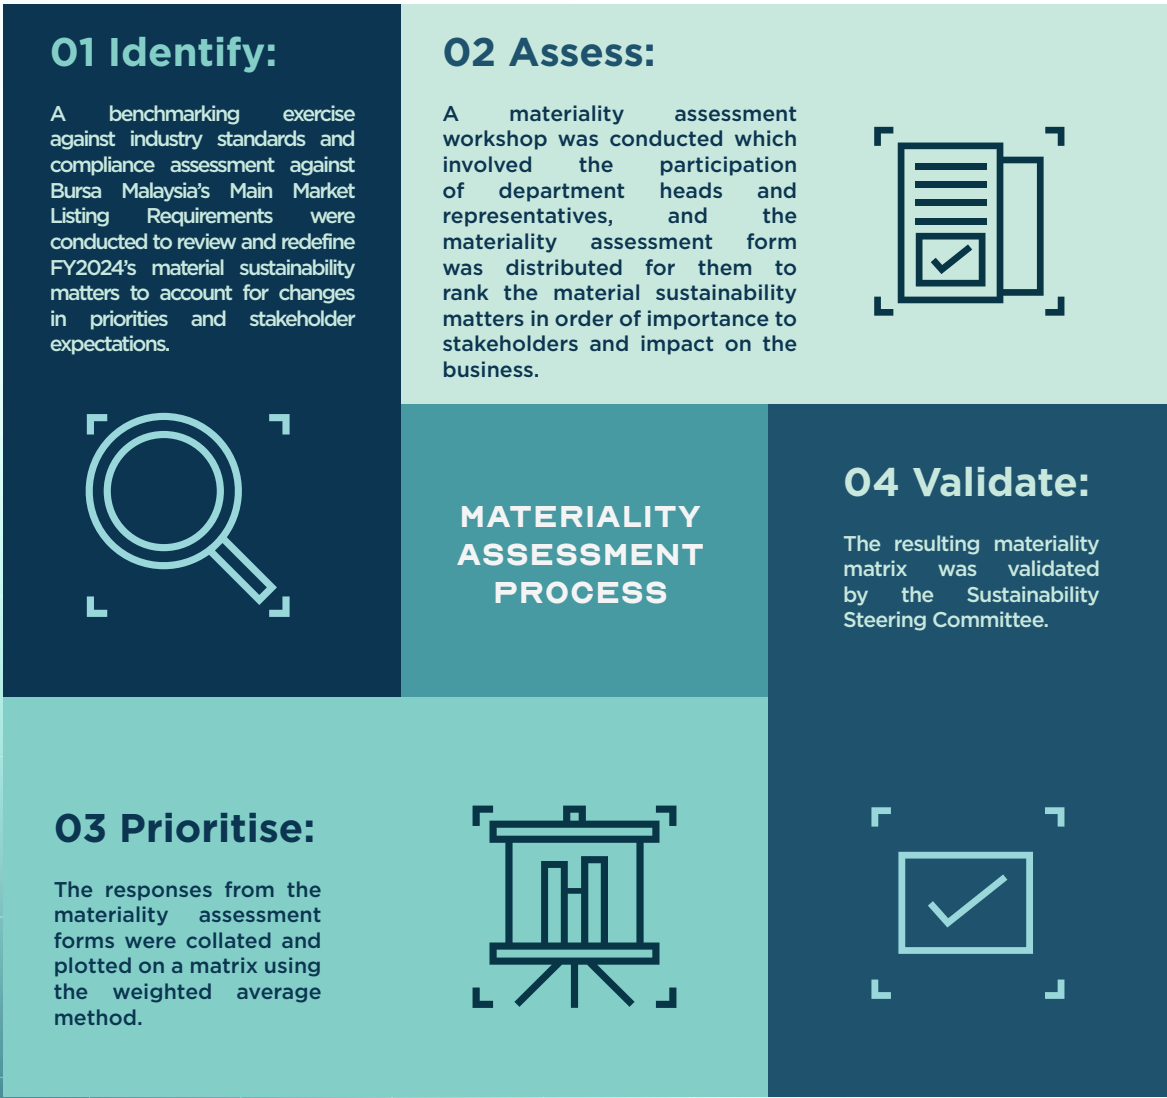 01 Identify:
A benchmarking exercise
against industry standards and
compliance assessment against
Bursa Malaysia's Main Market
Listing Requirements were
conducted to review and redefine
FY2024's material sustainability
matters to account for changes
in priorities and stakeholder
expectations.
02 Assess:
A materiality assessment
workshop was conducted which
involved the participation
of department heads and
representatives, and the
materiality assessment form
was distributed for them to
rank the material sustainability
matters in order of importance to
stakeholders and impact on the
business.
MATERIALITY
ASSESSMENT
PROCESS
03 Prioritise:
The responses from the
materiality assessment
forms were collated and
plotted on a matrix using
the weighted average
method.
04 Validate:
The resulting materiality
matrix was validated
by the Sustainability
Steering Committee.